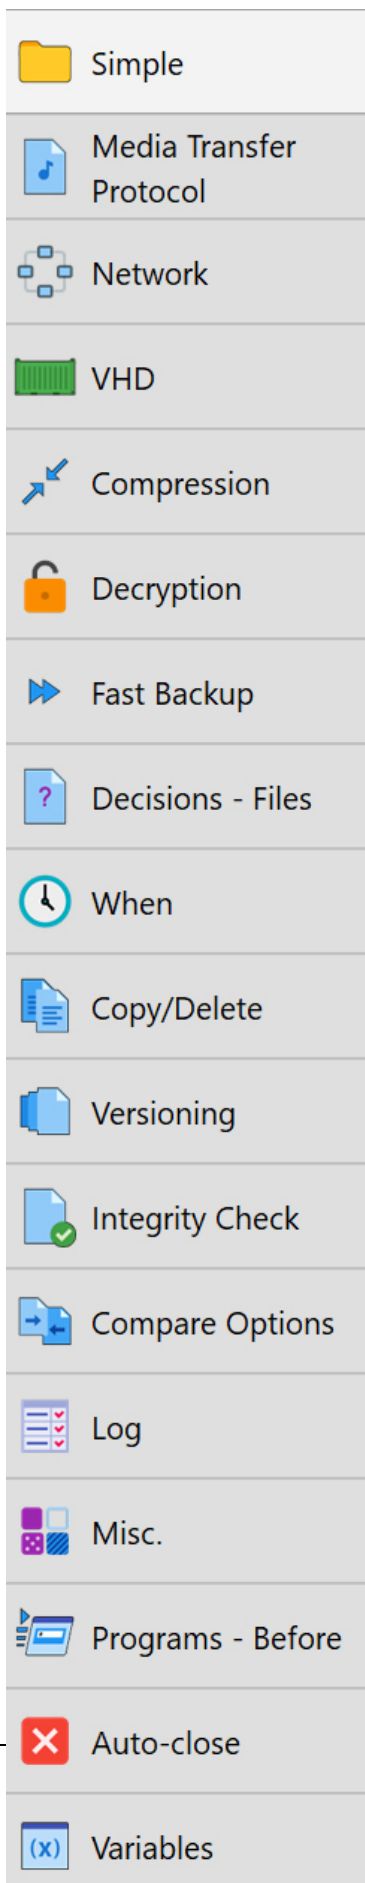 Simple
Media Transfer
Protocol
Network
VHD
Compression
Decryption
Fast Backup
?
Decisions - Files
When
Copy/Delete
Versioning
Integrity Check
Compare Options
Log
Misc.
Programs - Before
Auto-close
(x)
Variables